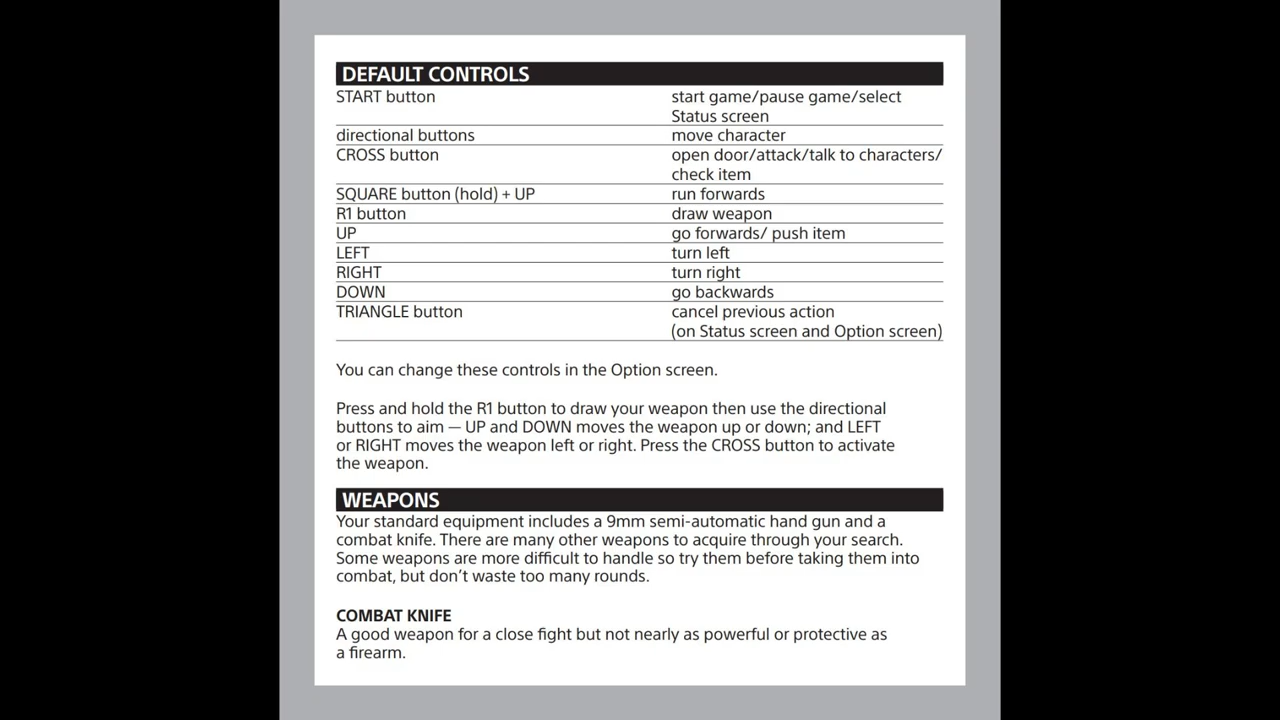 DEFAULT CONTROLS
START button start game/pause game/select
Status screen
directional buttons move character
CROSS button open door/attack/talk to characters/
check item
SQUARE button (hold) + UP run forwards
R1 button draw weapon
UP go forwards/ push item
LEFT turn left
RIGHT turn right
DOWN go backwards
TRIANGLE button cancel previous action
(on Status screen and Option screen)
You can change these controls in the Option screen.
Press and hold the R1 button to draw your weapon then use the directional
buttons to aim — UP and DOWN moves the weapon up or down; and LEFT
or RIGHT moves the weapon left or right. Press the CROSS button to activate
the weapon.
WEAPONS
Your standard equipment includes a 9mm semi-automatic hand gun and a
combat knife. There are many other weapons to acquire through your search.
Some weapons are more difficult to handle so try them before taking them into
combat, but don’t waste too many rounds.
COMBAT KNIFE
A good weapon for a close fight but not nearly as powerful or protective as
a firearm.